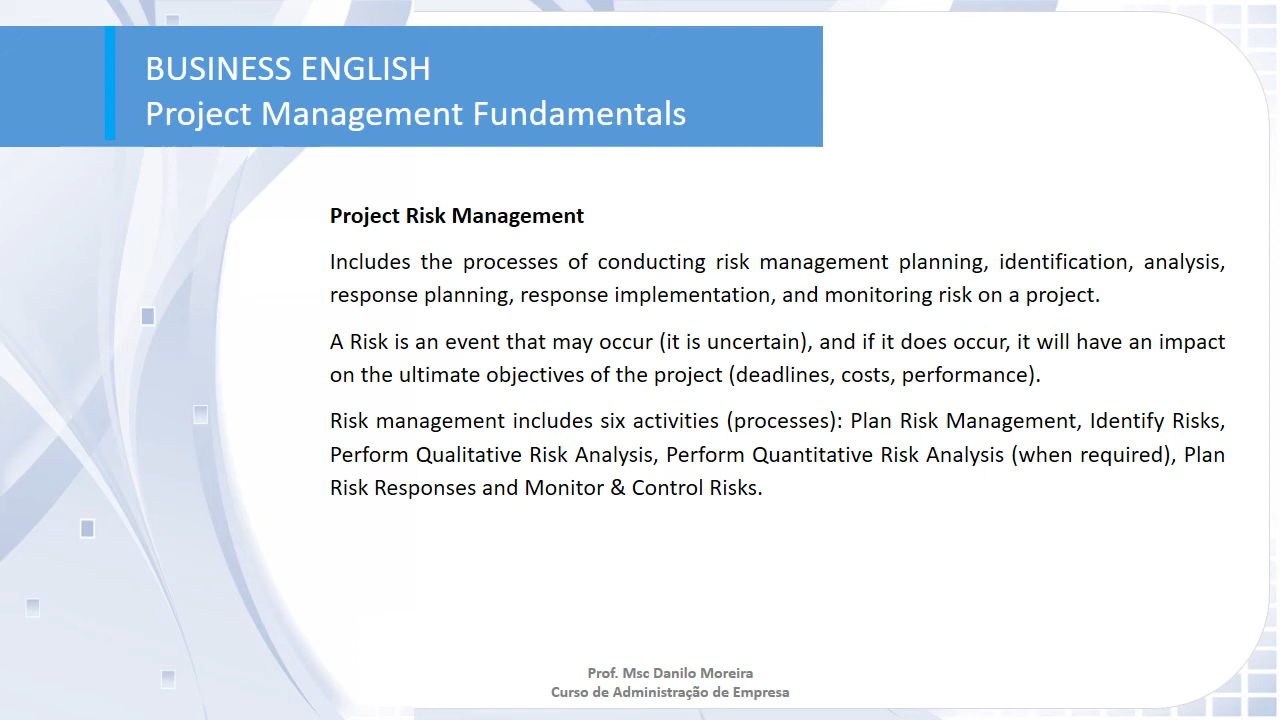 BUSINESS ENGLISH
Project Management Fundamentals
Project Risk Management
Includes the processes of conducting risk management planning, identification, analysis,
response planning, response implementation, and monitoring risk on a project.
A Risk is an event that may occur (it is uncertain), and if it does occur, it will have an impact
on the ultimate objectives of the project (deadlines, costs, performance).
Risk management includes six activities (processes): Plan Risk Management, Identify Risks,
Perform Qualitative Risk Analysis, Perform Quantitative Risk Analysis (when required), Plan
Risk Responses and Monitor & Control Risks.
Prof. Msc Danilo Moreira
Curso de Administração de Empresa